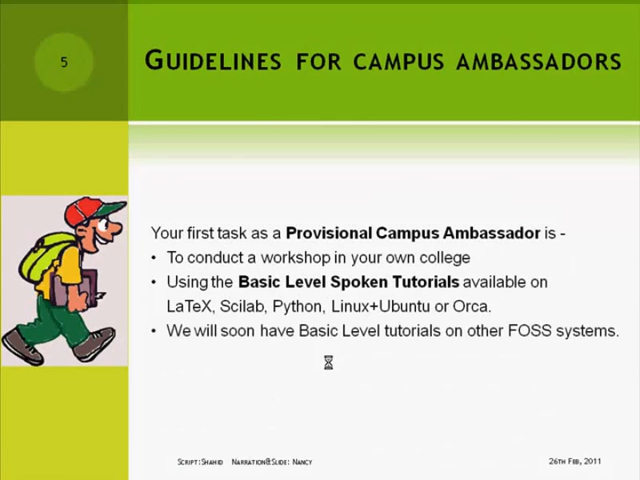 5
GUIDELINES FOR CAMPUS AMBASSADORS
Your first task as a Provisional Campus Ambassador is -
• To conduct a workshop in your own college
• Using the Basic Level Spoken Tutorials available on
LaTeX, Scilab, Python, Linux+Ubuntu or Orca.
• We will soon have Basic Level tutorials on other FOSS systems.
SCRIPT:SHAHID NARRATION&SLIDE: NANCY
26TH FEB, 2011